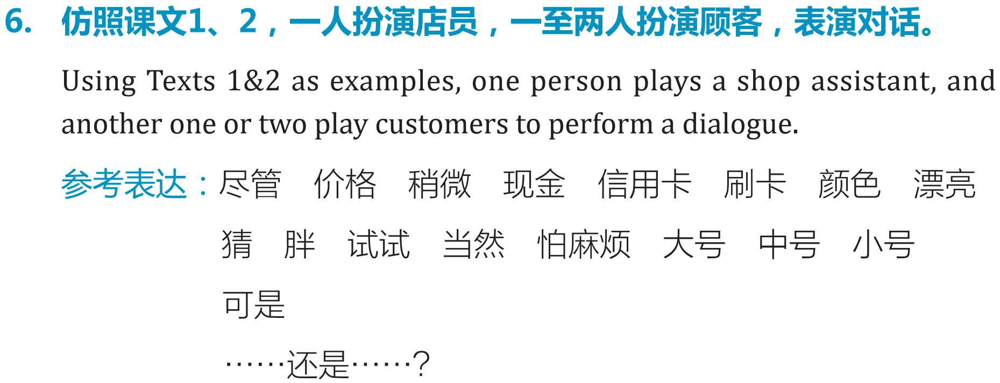 6. 仿照课文1、2，一人扮演店员，一至两人扮演顾客，表演对话。
Using Texts 1&2 as examples, one person plays a shop assistant, and
another one or two play customers to perform a dialogue.
参考表达：尽管 价格 稍微 现金 信用卡 刷卡 颜色 漂亮
猜 胖 试试 当然 怕麻烦 大号 中号 小号
可是
……还是……？